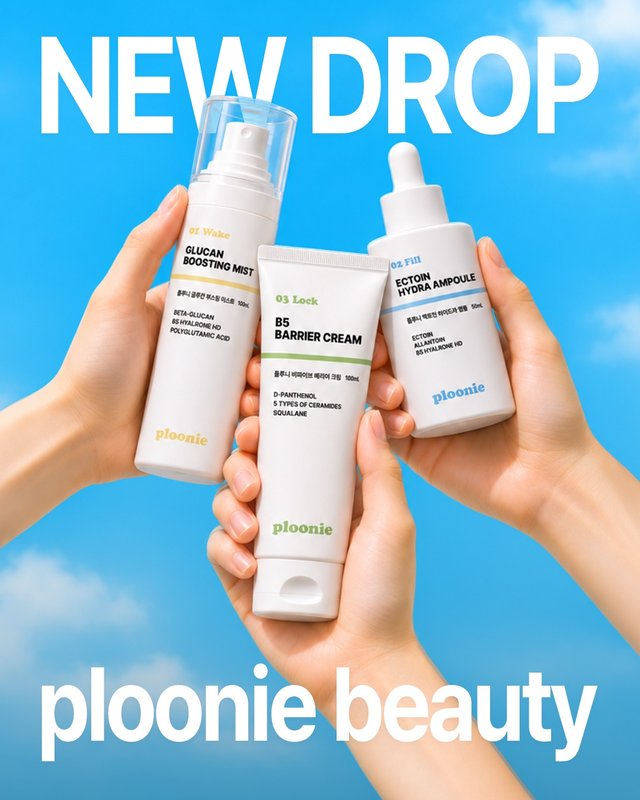 NEW DROP
01 Wake
GLUCAN
BOOSTING MIST
플루니 글루칸 부스팅 미스트 100mL
BETA-GLUCAN
8S HYALRONE HD
POLYGLUTAMIC ACID
ploonie
02 Fill
ECTOIN
HYDRA AMPOULE
플루니 엑토인 하이드라 앰플 50mL
ECTOIN
ALLANTOIN
8S HYALRONE HD
ploonie
03 Lock
B5
BARRIER CREAM
플루니 비파이브 베리어 크림 100mL
D-PANTHENOL
5 TYPES OF CERAMIDES
SQUALANE
ploonie
ploonie beauty